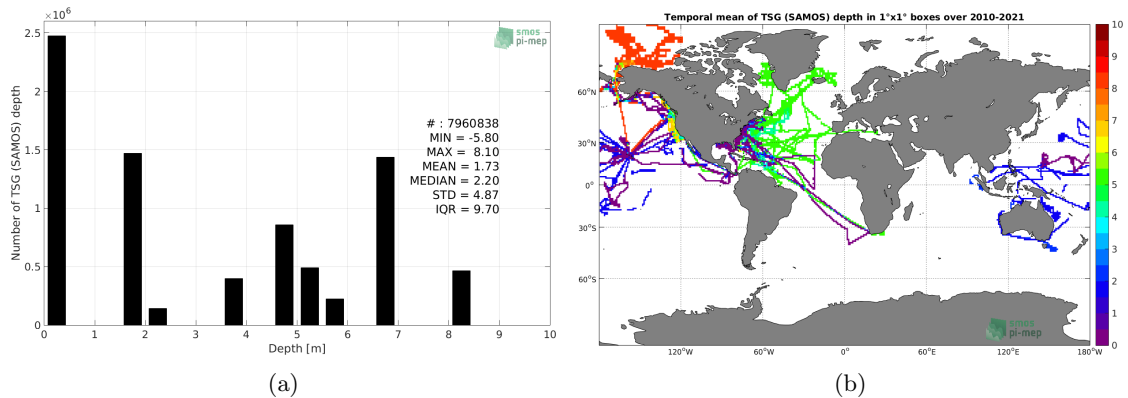 ×10⁶
2.5
2
1.5
1
0.5
0
Number of TSG (SAMOS) depth
smos
pi-mep
# : 7960838
MIN = -5.80
MAX = 8.10
MEAN = 1.73
MEDIAN = 2.20
STD = 4.87
IQR = 9.70
0 1 2 3 4 5 6 7 8 9 10
Depth [m]
(a)
Temporal mean of TSG (SAMOS) depth in 1°x1° boxes over 2010-2021
60°N
30°N
0°
30°S
60°S
120°W 60°W 0° 60°E 120°E 180°W
smos
pi-mep
10
9
8
7
6
5
4
3
2
1
0
(b)